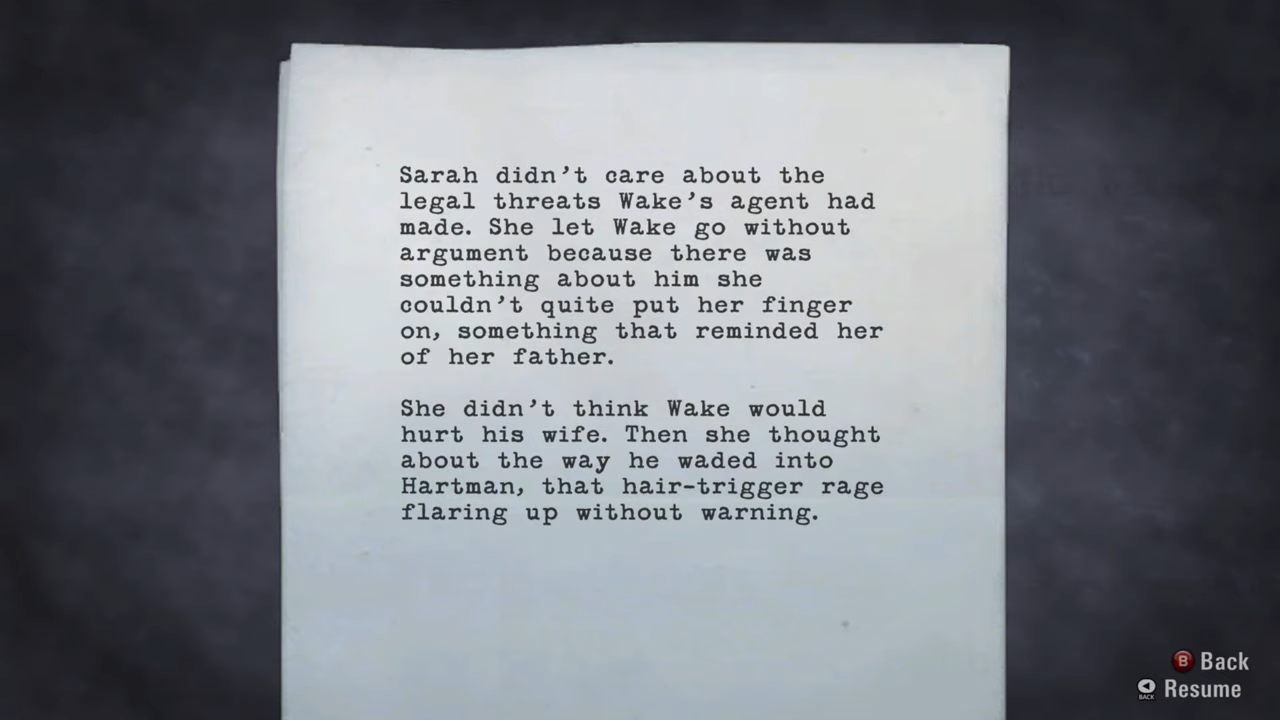 Sarah didn’t care about the
legal threats Wake’s agent had
made. She let Wake go without
argument because there was
something about him she
couldn’t quite put her finger
on, something that reminded her
of her father.
She didn’t think Wake would
hurt his wife. Then she thought
about the way he waded into
Hartman, that hair-trigger rage
flaring up without warning.
B Back
BACK Resume